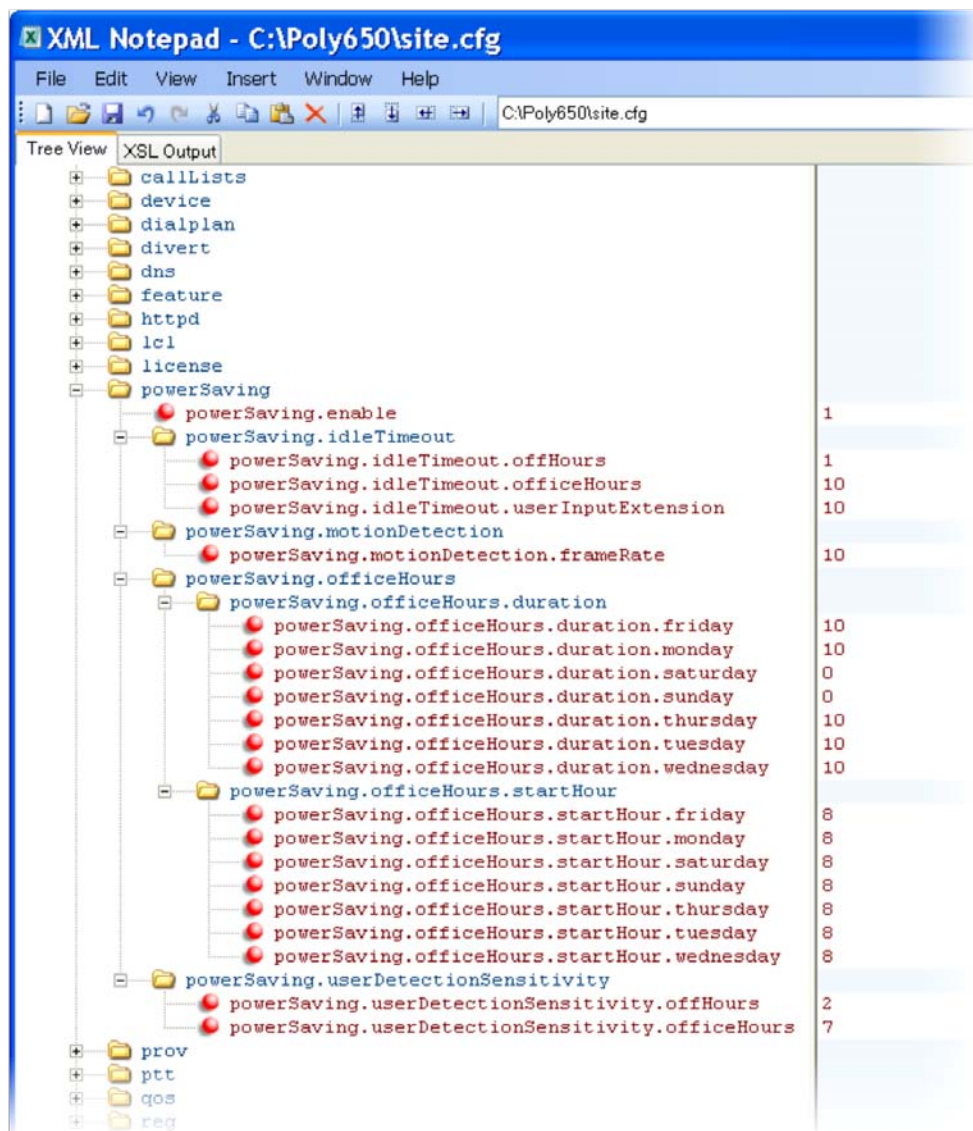 XML Notepad - C:\Poly650\site.cfg
File Edit View Insert Window Help
C:\Poly650\site.cfg
Tree View XSL Output
callLists
device
dialplan
divert
dns
feature
httpd
lcl
license
powerSaving
powerSaving.enable 1
powerSaving.idleTimeout
powerSaving.idleTimeout.offHours 1
powerSaving.idleTimeout.officeHours 10
powerSaving.idleTimeout.userInputExtension 10
powerSaving.motionDetection
powerSaving.motionDetection.frameRate 10
powerSaving.officeHours
powerSaving.officeHours.duration
powerSaving.officeHours.duration.friday 10
powerSaving.officeHours.duration.monday 10
powerSaving.officeHours.duration.saturday 0
powerSaving.officeHours.duration.sunday 0
powerSaving.officeHours.duration.thursday 10
powerSaving.officeHours.duration.tuesday 10
powerSaving.officeHours.duration.wednesday 10
powerSaving.officeHours.startHour
powerSaving.officeHours.startHour.friday 8
powerSaving.officeHours.startHour.monday 8
powerSaving.officeHours.startHour.saturday 8
powerSaving.officeHours.startHour.sunday 8
powerSaving.officeHours.startHour.thursday 8
powerSaving.officeHours.startHour.tuesday 8
powerSaving.officeHours.startHour.wednesday 8
powerSaving.userDetectionSensitivity
powerSaving.userDetectionSensitivity.offHours 2
powerSaving.userDetectionSensitivity.officeHours 7
prov
ptt
qos
reg